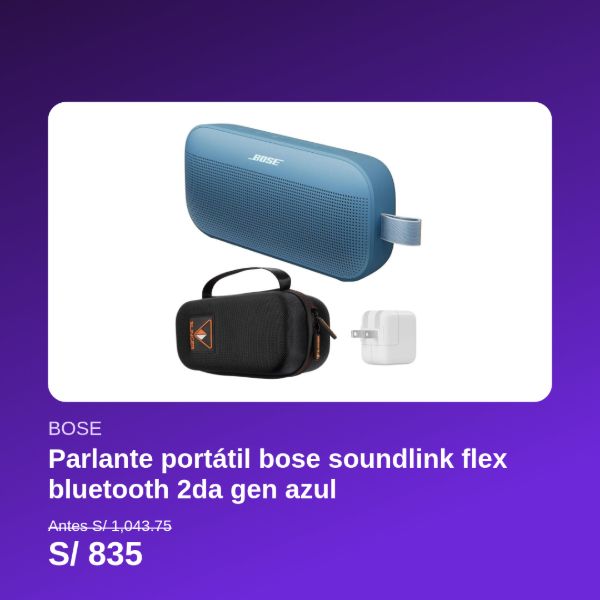 BOSE
BOSE
Parlante portátil bose soundlink flex
bluetooth 2da gen azul
Antes S/ 1,043.75
S/ 835